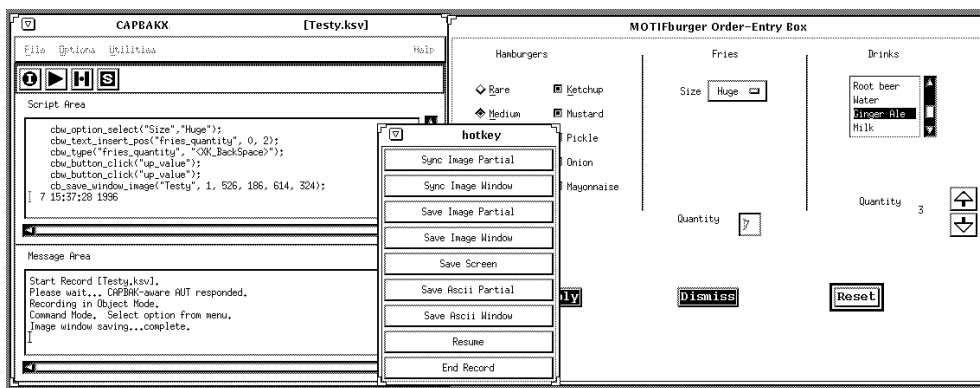 CAPBAKX [Testy.ksv]
File Options Utilities Help
I S
Script Area
cbw_option_select("Size","Huge");
cbw_text_insert_pos("fries_quantity", 0, 2);
cbw_type("fries_quantity", "<XK_BackSpace>");
cbw_button_click("up_value");
cbw_button_click("up_value");
cb_save_window_image("Testy", 1, 526, 186, 614, 324);
7 15:37:28 1996
Message Area
Start Record [Testy.ksv].
Please wait... CAPBAK-aware AUT responded.
Recording in Object Mode.
Command Mode. Select option from menu.
Image window saving...complete.
hotkey
Sync Image Partial
Sync Image Window
Save Image Partial
Save Image Window
Save Screen
Save Ascii Partial
Save Ascii Window
Resume
End Record
MOTIFburger Order-Entry Box
Hamburgers
Rare
Medium
Ketchup
Mustard
Pickle
Onion
Mayonnaise
Fries
Size Huge
Quantity
Drinks
Root beer
Water
Ginger Ale
Milk
Quantity 3
Dismiss
Reset